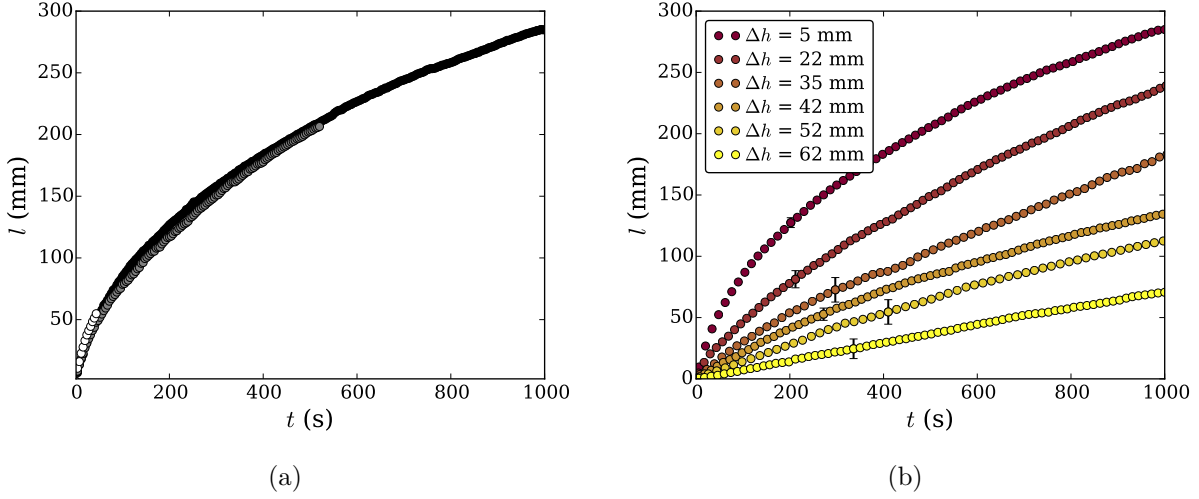 300
250
200
150
100
50
l (mm)
0 200 400 600 800 1000
t (s)
(a)
300
250
200
150
100
50
0
l (mm)
Δh = 5 mm
Δh = 22 mm
Δh = 35 mm
Δh = 42 mm
Δh = 52 mm
Δh = 62 mm
0 200 400 600 800 1000
t (s)
(b)